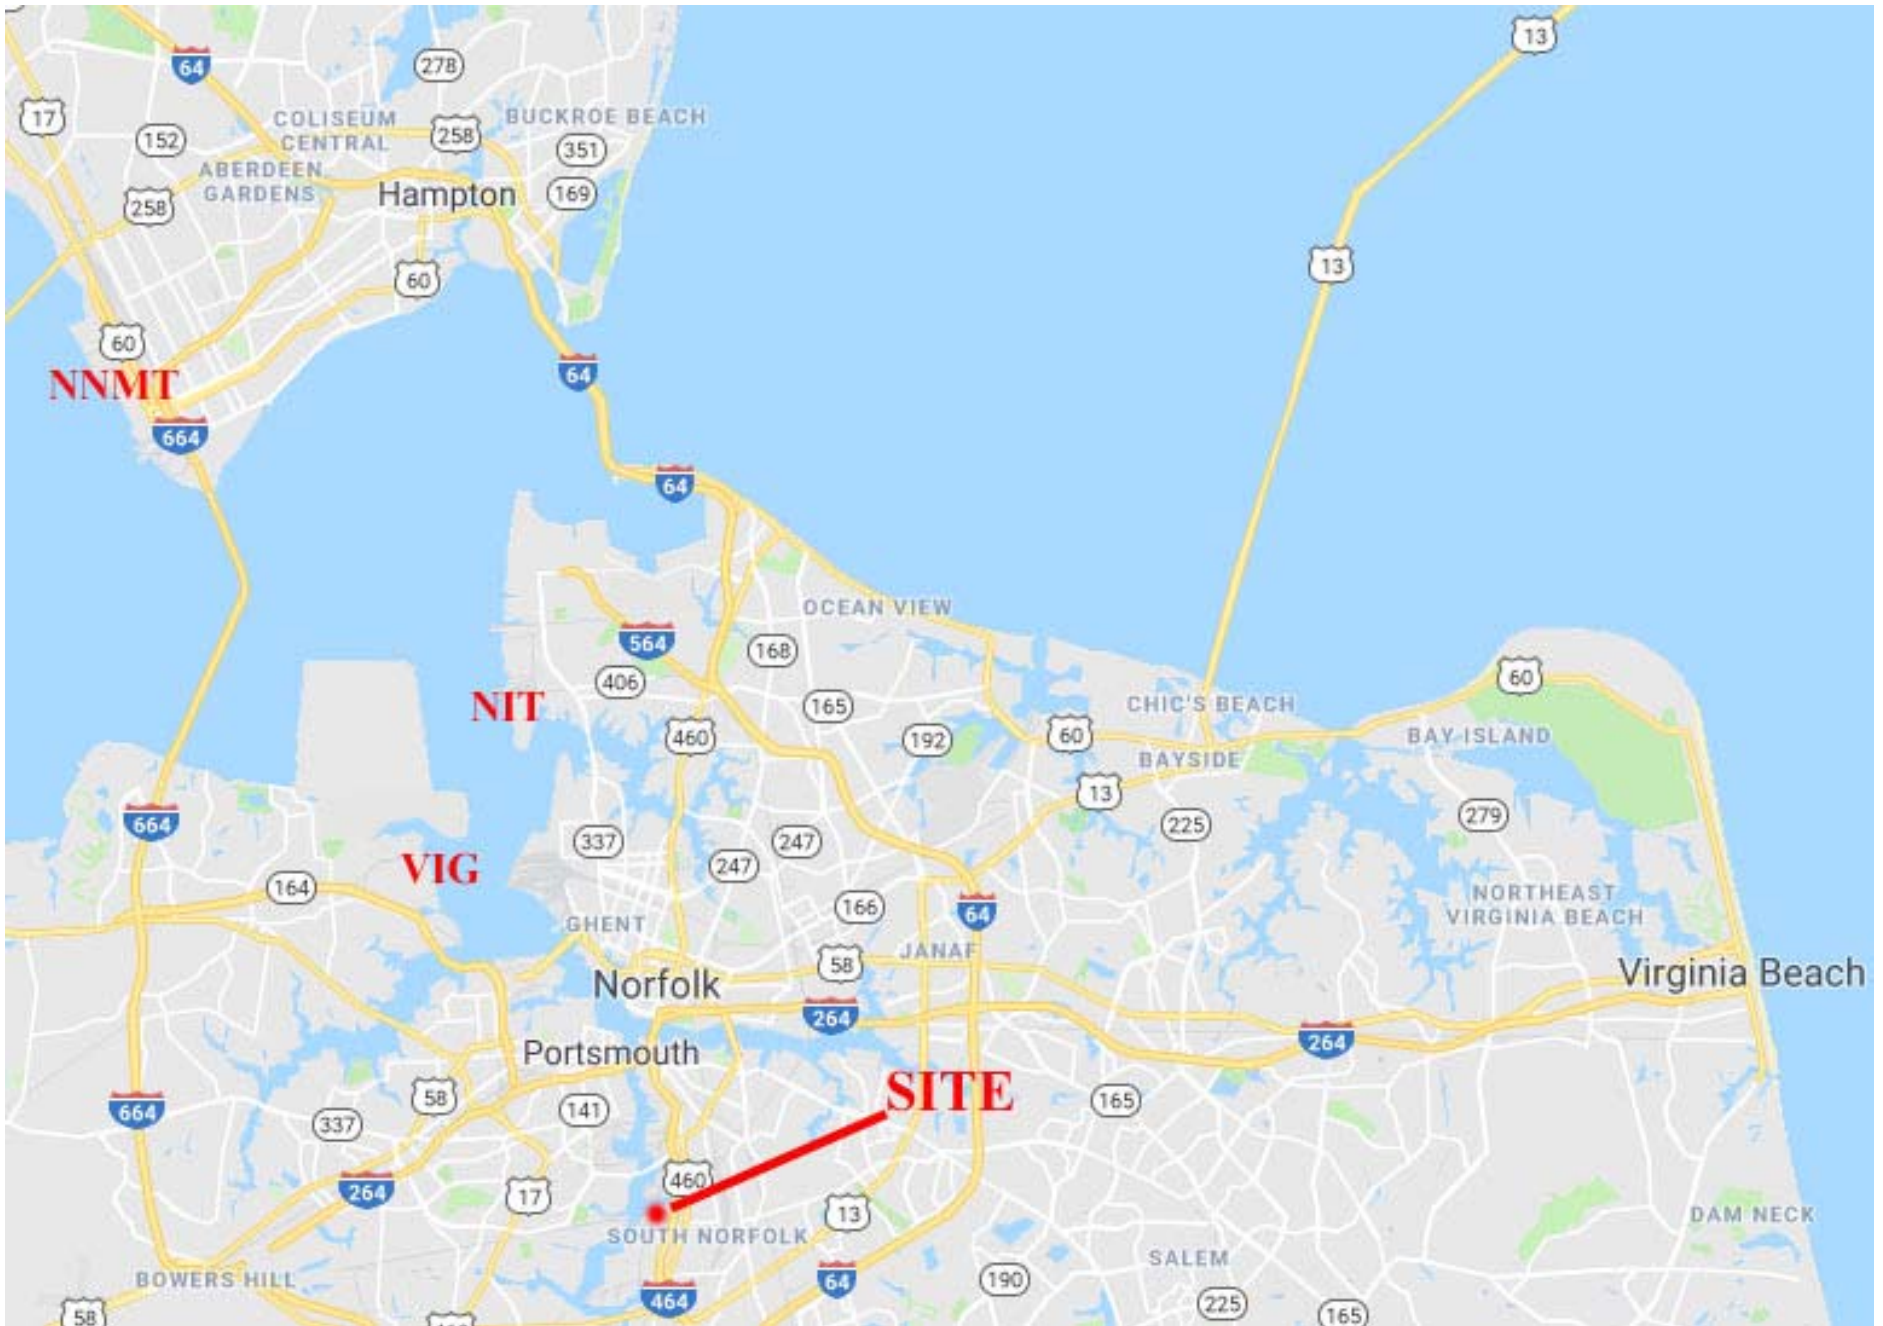 13
64
278
17
COLISEUM
CENTRAL
258
BUCKROE BEACH
152
351
ABERDEEN
GARDENS
Hampton
169
258
13
60
60
64
NNMT
664
64
OCEAN VIEW
564
168
406
60
NIT
165
CHIC'S BEACH
460
192
60
BAY ISLAND
BAYSIDE
13
664
225
279
337
247
247
VIG
164
166
64
NORTHEAST
VIRGINIA BEACH
GHENT
JANAF
58
Norfolk
Virginia Beach
264
264
Portsmouth
SITE
58
664
141
165
337
460
264
17
13
SOUTH NORFOLK
DAM NECK
SALEM
BOWERS HILL
64
190
464
225
58
165